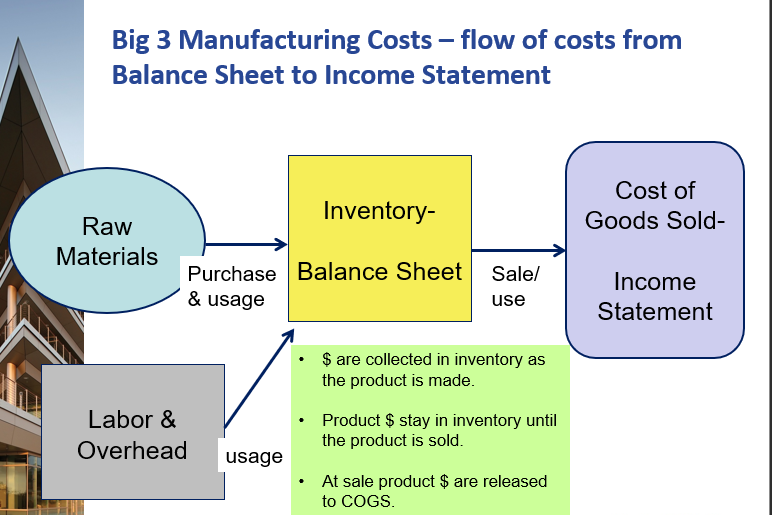 Big 3 Manufacturing Costs – flow of costs from
Balance Sheet to Income Statement
Raw
Materials
Purchase
& usage
Inventory-
Balance Sheet
Sale/
use
Cost of
Goods Sold-
Income
Statement
Labor &
Overhead
usage
• $ are collected in inventory as
the product is made.
• Product $ stay in inventory until
the product is sold.
• At sale product $ are released
to COGS.